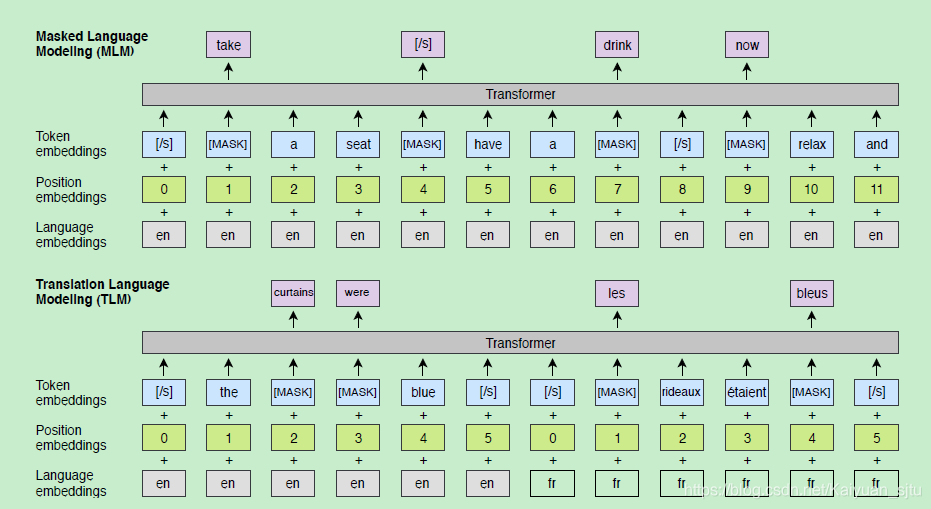 Masked Language
Modeling (MLM)
take [/s] drink now
Transformer
Token
embeddings
[/s] [MASK] a seat [MASK] have a [MASK] [/s] [MASK] relax and
+ + + + + + + + + + + +
Position
embeddings
0 1 2 3 4 5 6 7 8 9 10 11
+ + + + + + + + + + + +
Language
embeddings
en en en en en en en en en en en en
Translation Language
Modeling (TLM)
curtains were les bleus
Transformer
Token
embeddings
[/s] the [MASK] [MASK] blue [/s] [/s] [MASK] rideaux étaient [MASK] [/s]
+ + + + + + + + + + + +
Position
embeddings
0 1 2 3 4 5 0 1 2 3 4 5
+ + + + + + + + + + + +
Language
embeddings
en en en en en en fr fr fr fr fr fr
https://blog.csdn.net/Kaiyuan_sjtu